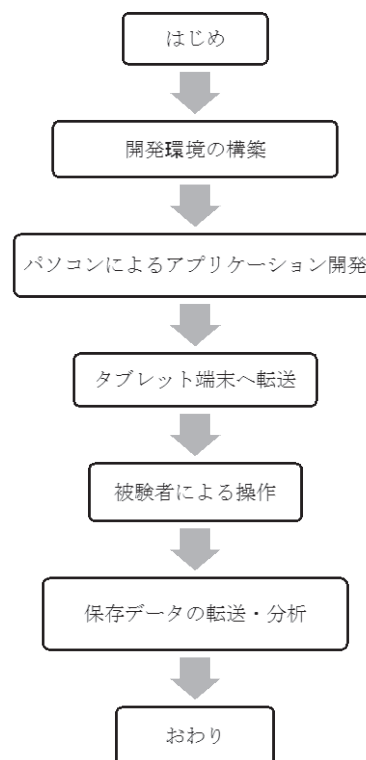 はじめ
開発環境の構築
パソコンによるアプリケーション開発
タブレット端末へ転送
被験者による操作
保存データの転送・分析
おわり